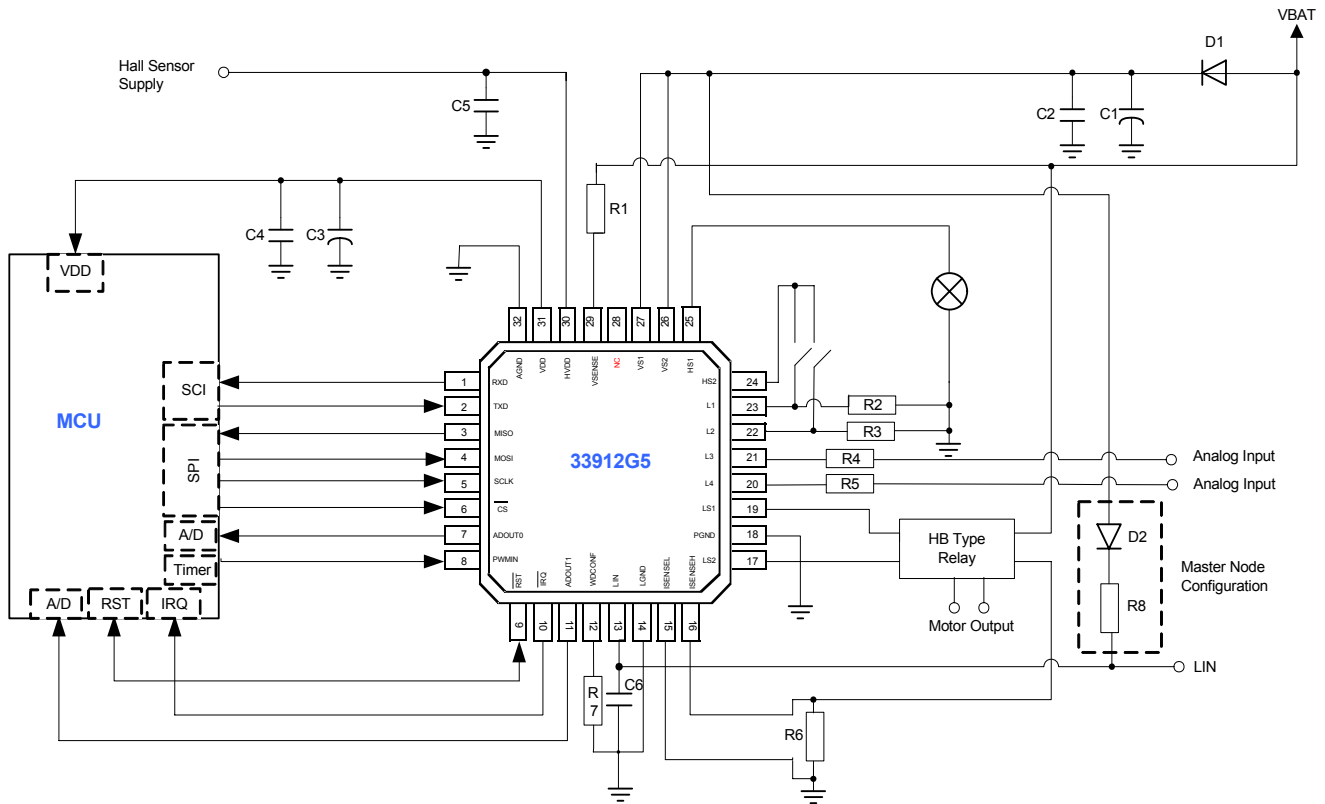 VBAT
D1
Hall Sensor
Supply
C5
C2
C1
R1
C4
C3
VDD
32
31
30
29
28
27
26
25
AGND
VDD
HVDD
VSENSE
NC
VS1
VS2
HS1
MCU
SCI
SPI
A/D
Timer
A/D
RST
IRQ
33912G5
1
RXD
2
TXD
3
MISO
4
MOSI
5
SCLK
6
CS
7
ADOUT0
8
PWMIN
HS2
24
L1
23
L2
22
L3
21
L4
20
LS1
19
PGND
18
LS2
17
RST
IRQ
ADOUT1
WDCONF
LIN
LGND
ISENSEL
ISENSEH
9
10
11
12
13
14
15
16
R2
R3
R4
Analog Input
R5
Analog Input
HB Type
Relay
Motor Output
D2
R8
Master Node
Configuration
LIN
R
7
C6
R6